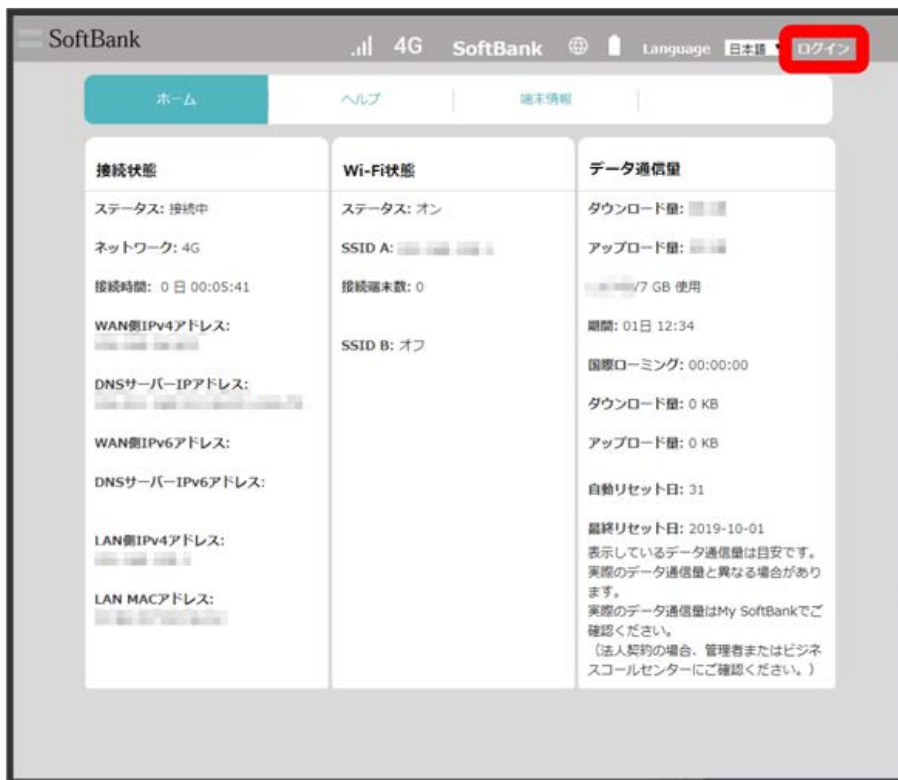 SoftBank
4G SoftBank Language 日本語 ログイン
ホーム ヘルプ 端末情報
接続状態
ステータス: 接続中
ネットワーク: 4G
接続時間: 0 日 00:05:41
WAN側IPv4アドレス:
DNSサーバーIPアドレス:
WAN側IPv6アドレス:
DNSサーバーIPv6アドレス:
LAN側IPv4アドレス:
LAN MACアドレス:
Wi-Fi状態
ステータス: オン
SSID A:
接続端末数: 0
SSID B: オフ
データ通信量
ダウンロード量:
アップロード量:
/7 GB 使用
期間: 01日 12:34
国際ローミング: 00:00:00
ダウンロード量: 0 KB
アップロード量: 0 KB
自動リセット日: 31
最終リセット日: 2019-10-01
表示しているデータ通信量は目安です。
実際のデータ通信量と異なる場合があり
ます。
実際のデータ通信量はMy SoftBankでご
確認ください。
（法人契約の場合、管理者またはビジネ
スコールセンターにご確認ください。）